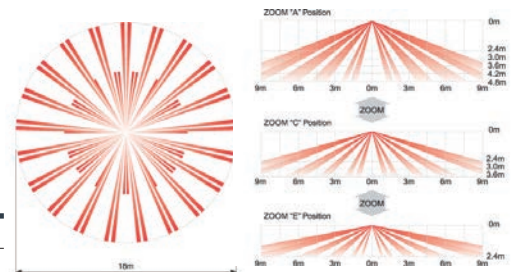 ZOOM "A" Position
0m
2.4m
3.0m
3.6m
4.2m
4.8m
9m 6m 3m 0m 3m 6m 9m
ZOOM
ZOOM "C" Position
0m
2.4m
3.0m
3.6m
9m 6m 3m 0m 3m 6m 9m
ZOOM
ZOOM "E" Position
0m
2.4m
9m 6m 3m 0m 3m 6m 9m
18m